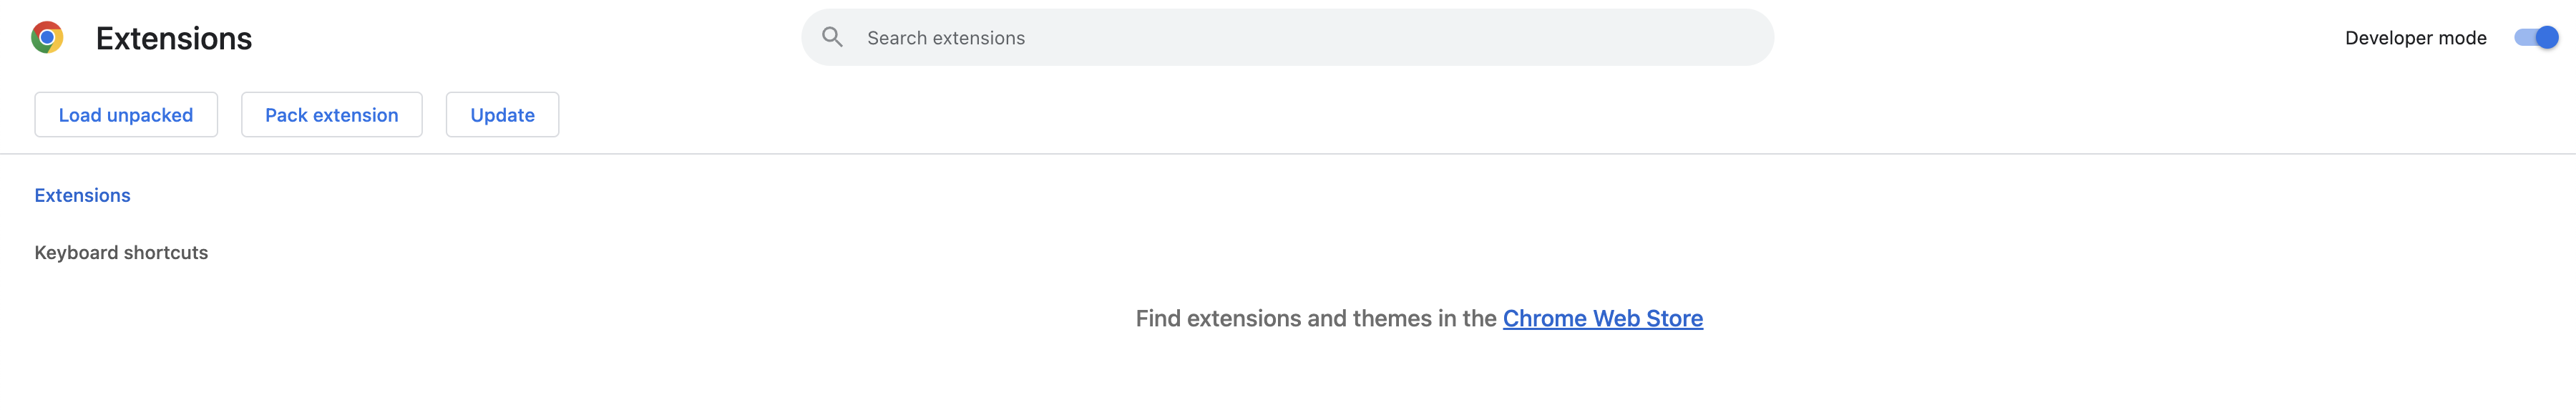 Extensions
Search extensions
Developer mode
Load unpacked
Pack extension
Update
Extensions
Keyboard shortcuts
Find extensions and themes in the Chrome Web Store